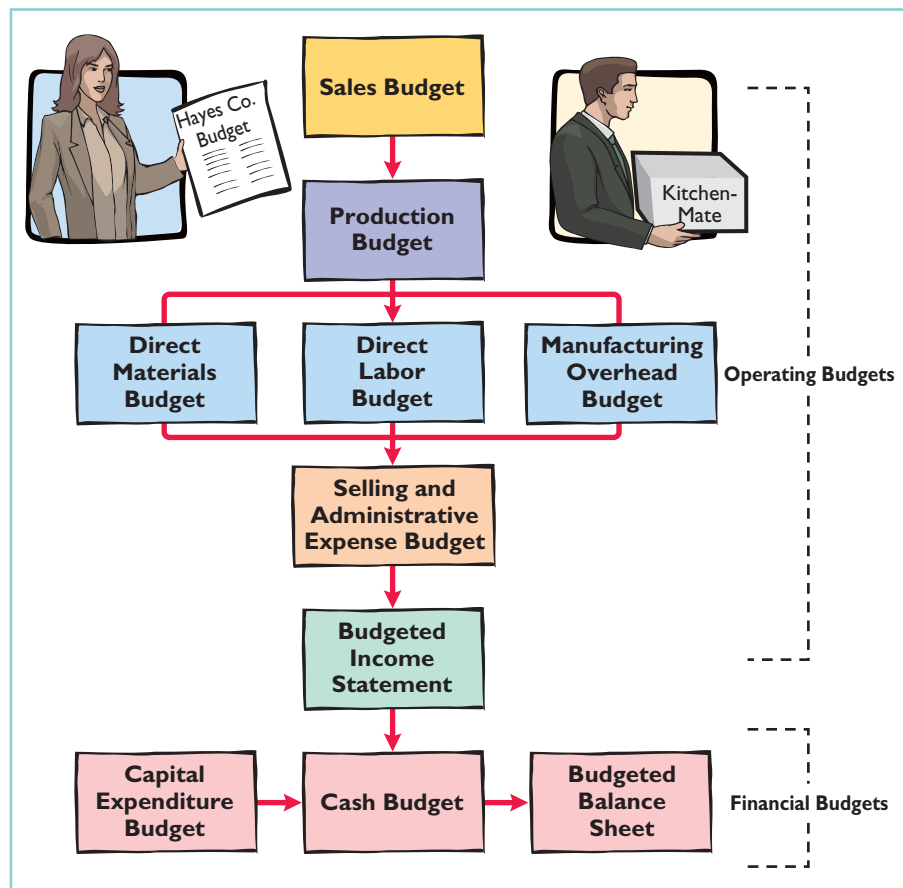 Sales Budget
Hayes Co.
Budget
Kitchen-
Mate
Production
Budget
Direct
Materials
Budget
Direct
Labor
Budget
Manufacturing
Overhead
Budget
Operating Budgets
Selling and
Administrative
Expense Budget
Budgeted
Income
Statement
Capital
Expenditure
Budget
Cash Budget
Budgeted
Balance
Sheet
Financial Budgets